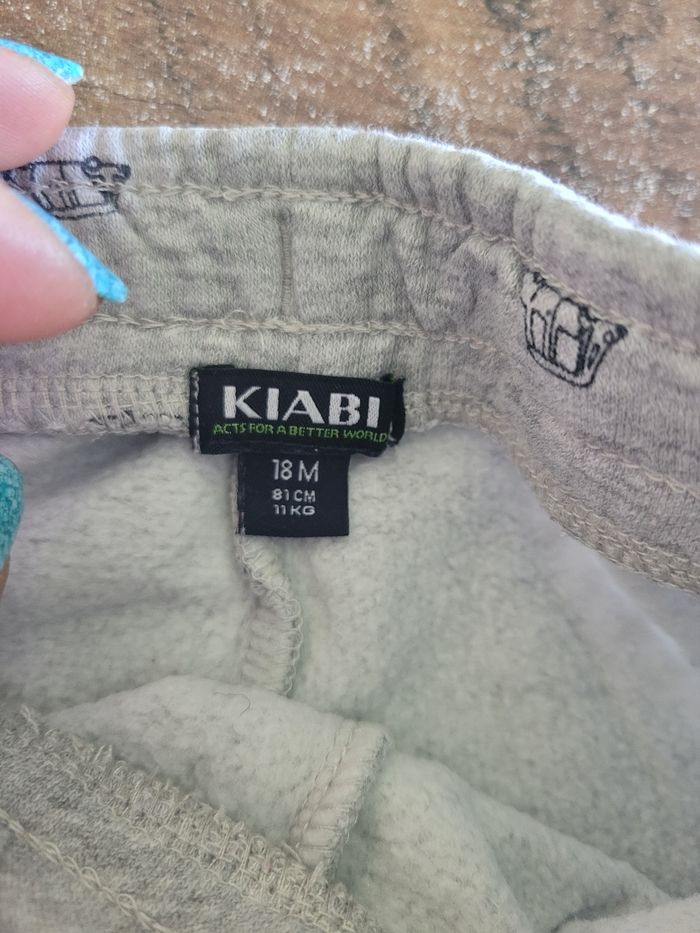 KIABI
ACTS FOR A BETTER WORLD
18 M
81 CM
11 KG